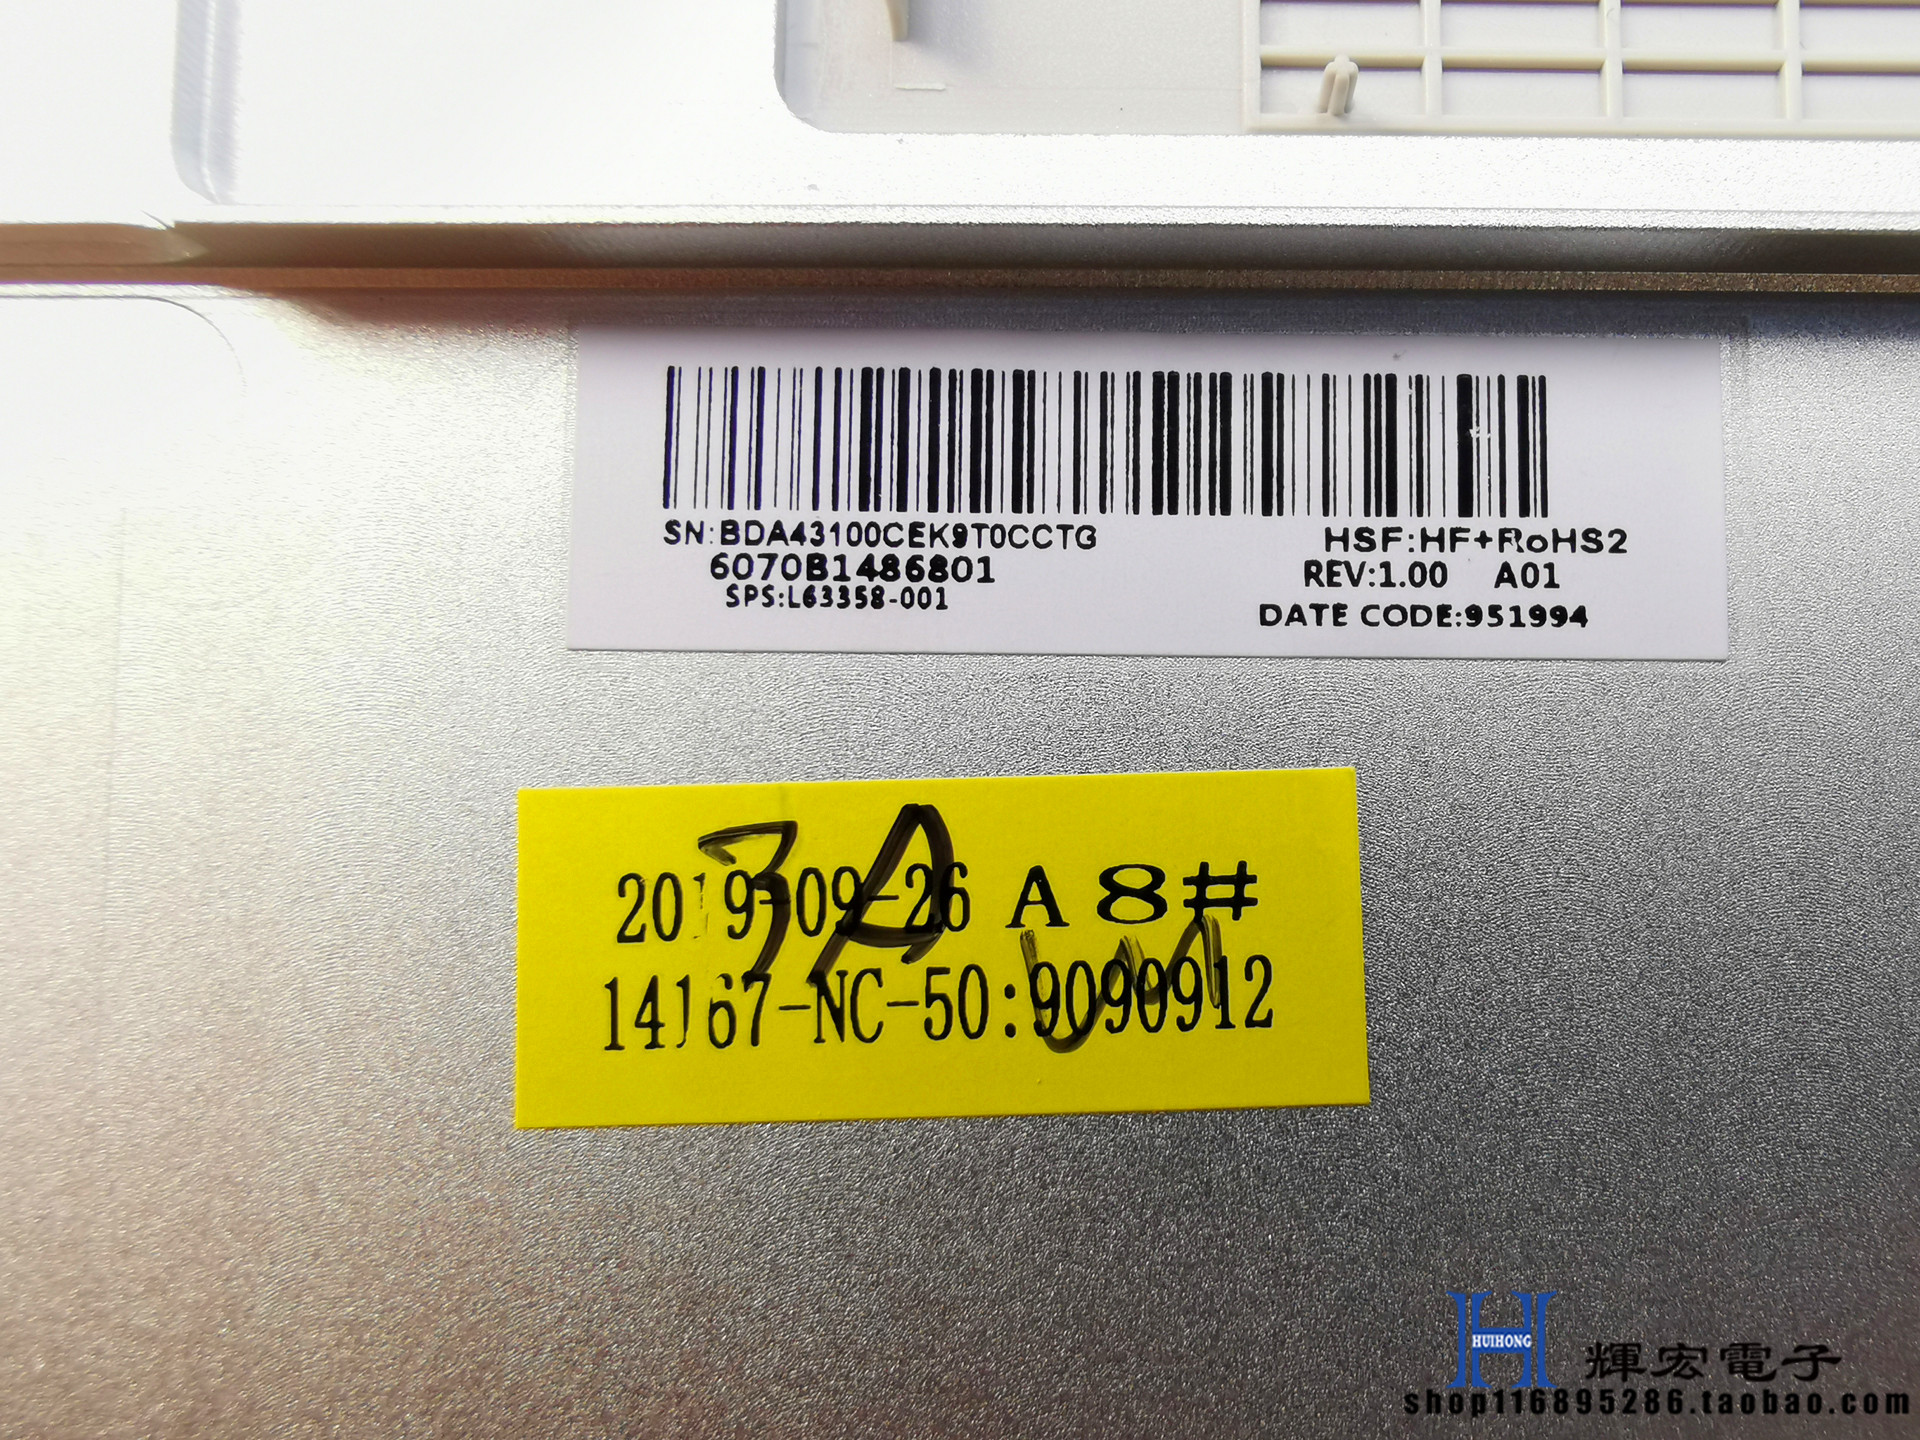 SN:BDA43100CEK9T0CCTG
6070B1486801
SPS:L63358-001
HSF:HF+RoHS2
REV:1.00 A01
DATE CODE:951994
2019-09-26 A 8#
14167-NC-50:9090912
HUIHONG
輝宏電子
shop116895286.taobao.com